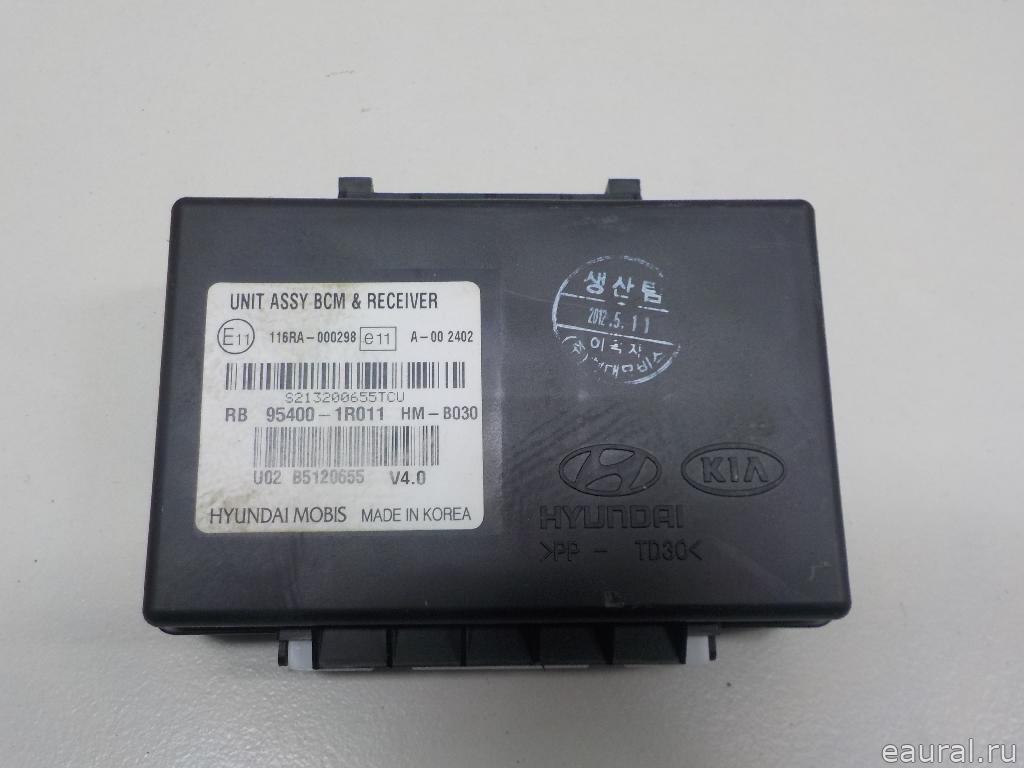 UNIT ASSY BCM & RECEIVER
E11 116RA-000298 e11 A-00 2402
S213200655TCU
RB 95400-1R011 HM-B030
U02 B5120655 V4.0
HYUNDAI MOBIS MADE IN KOREA
생산팀
2012.5.11
KIA
HYUNDAI
>PP - TD30<
eaural.ru